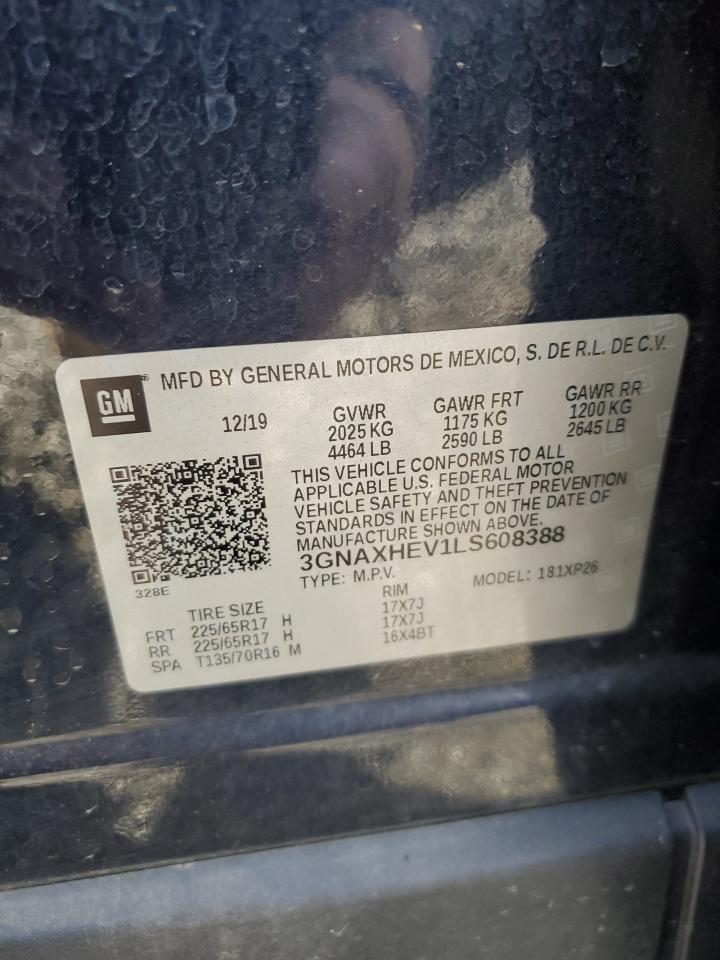 GM ® MFD BY GENERAL MOTORS DE MEXICO, S. DE R.L. DE C.V.
12/19 GVWR GAWR FRT GAWR RR
2025 KG 1175 KG 1200 KG
4464 LB 2590 LB 2645 LB
THIS VEHICLE CONFORMS TO ALL
APPLICABLE U.S. FEDERAL MOTOR
VEHICLE SAFETY AND THEFT PREVENTION
STANDARDS IN EFFECT ON THE DATE OF
MANUFACTURE SHOWN ABOVE.
3GNAXHEV1LS608388
328E TYPE: M.P.V. MODEL: 181XP26
TIRE SIZE RIM
FRT 225/65R17 H 17X7J
RR 225/65R17 H 17X7J
SPA T135/70R16 M 16X4BT